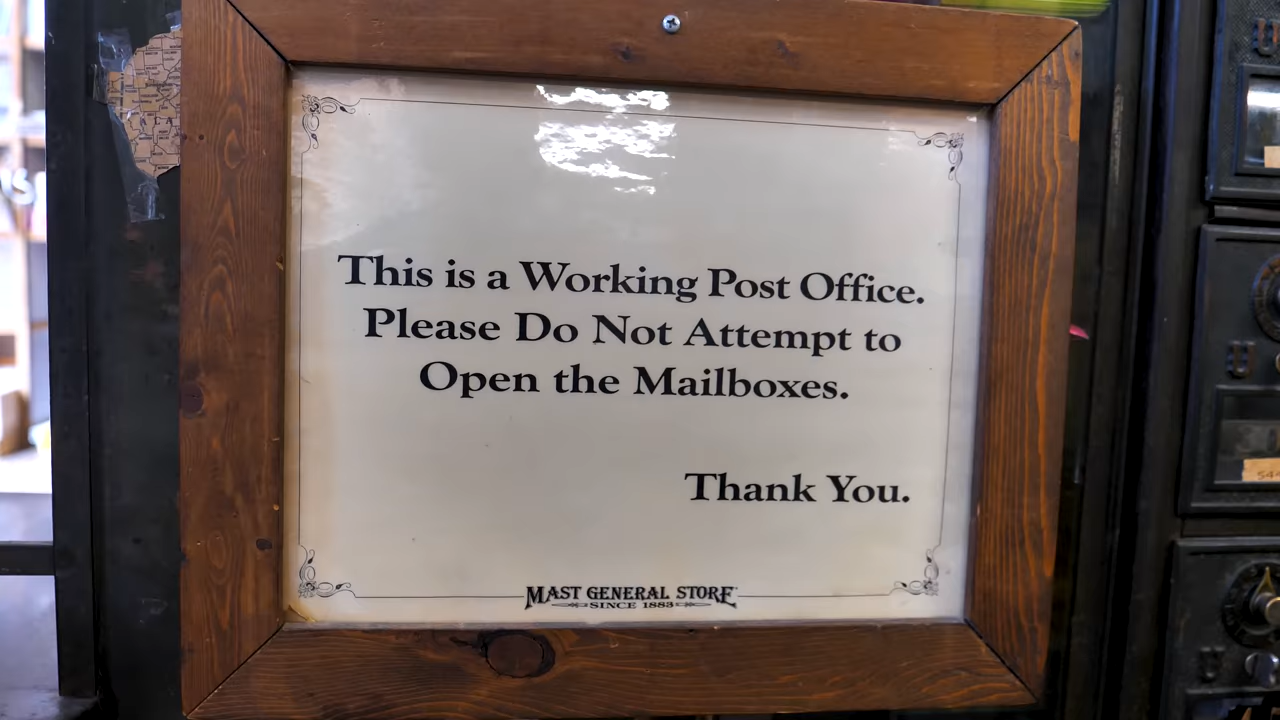 This is a Working Post Office.
Please Do Not Attempt to
Open the Mailboxes.
Thank You.
MAST GENERAL STORE
SINCE 1883